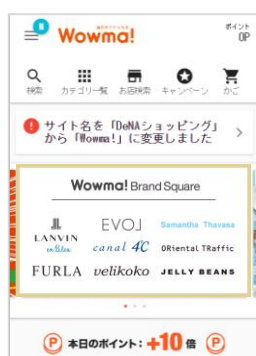 Wowma!
ポイント
0P
検索
カテゴリ一覧
お店検索
キャンペーン
かご
サイト名を「DeNAショッピング」
から「Wowma!」に変更しました
Wowma! Brand Square
LANVIN
en Bleu
EVOL
Samantha Thavasa
canal 4℃
ORiental TRaffic
FURLA
velikoko
JELLY BEANS
P 本日のポイント:+10倍 P